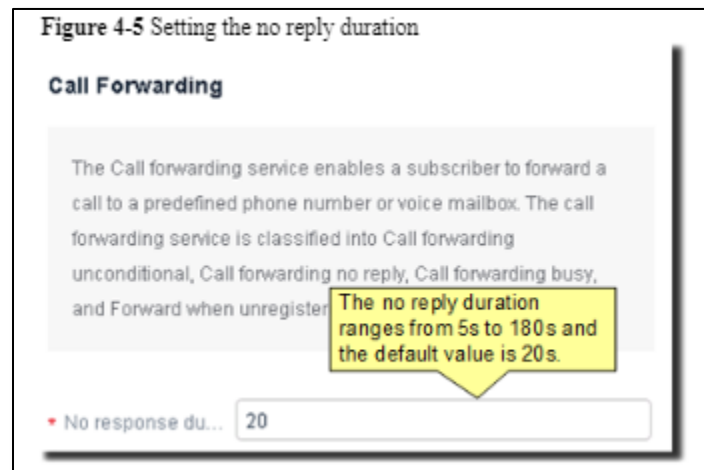 Figure 4-5 Setting the no reply duration
Call Forwarding
The Call forwarding service enables a subscriber to forward a
call to a predefined phone number or voice mailbox. The call
forwarding service is classified into Call forwarding
unconditional, Call forwarding no reply, Call forwarding busy,
and Forward when unregister
The no reply duration
ranges from 5s to 180s and
the default value is 20s.
* No response du... 20